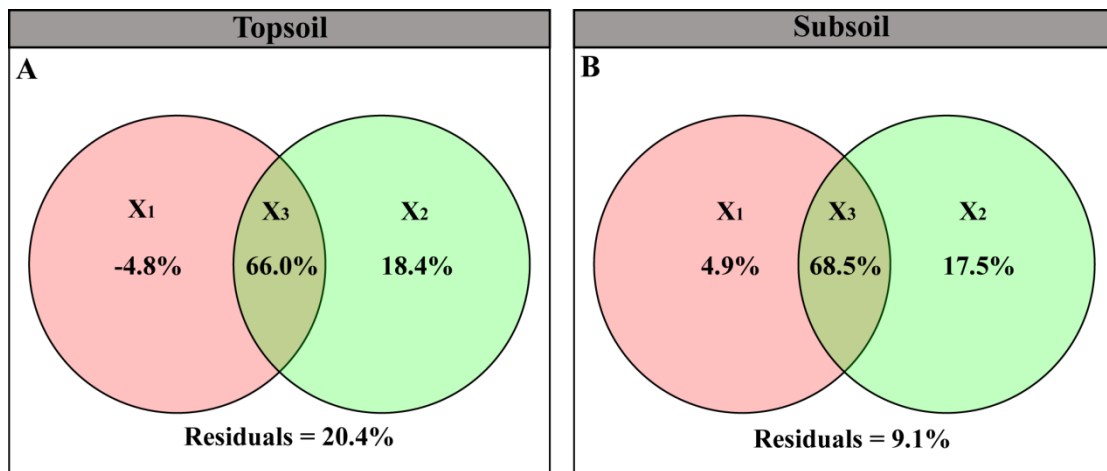 Topsoil
A
X1
X3
X2
-4.8%
66.0%
18.4%
Residuals = 20.4%
Subsoil
B
X1
X3
X2
4.9%
68.5%
17.5%
Residuals = 9.1%